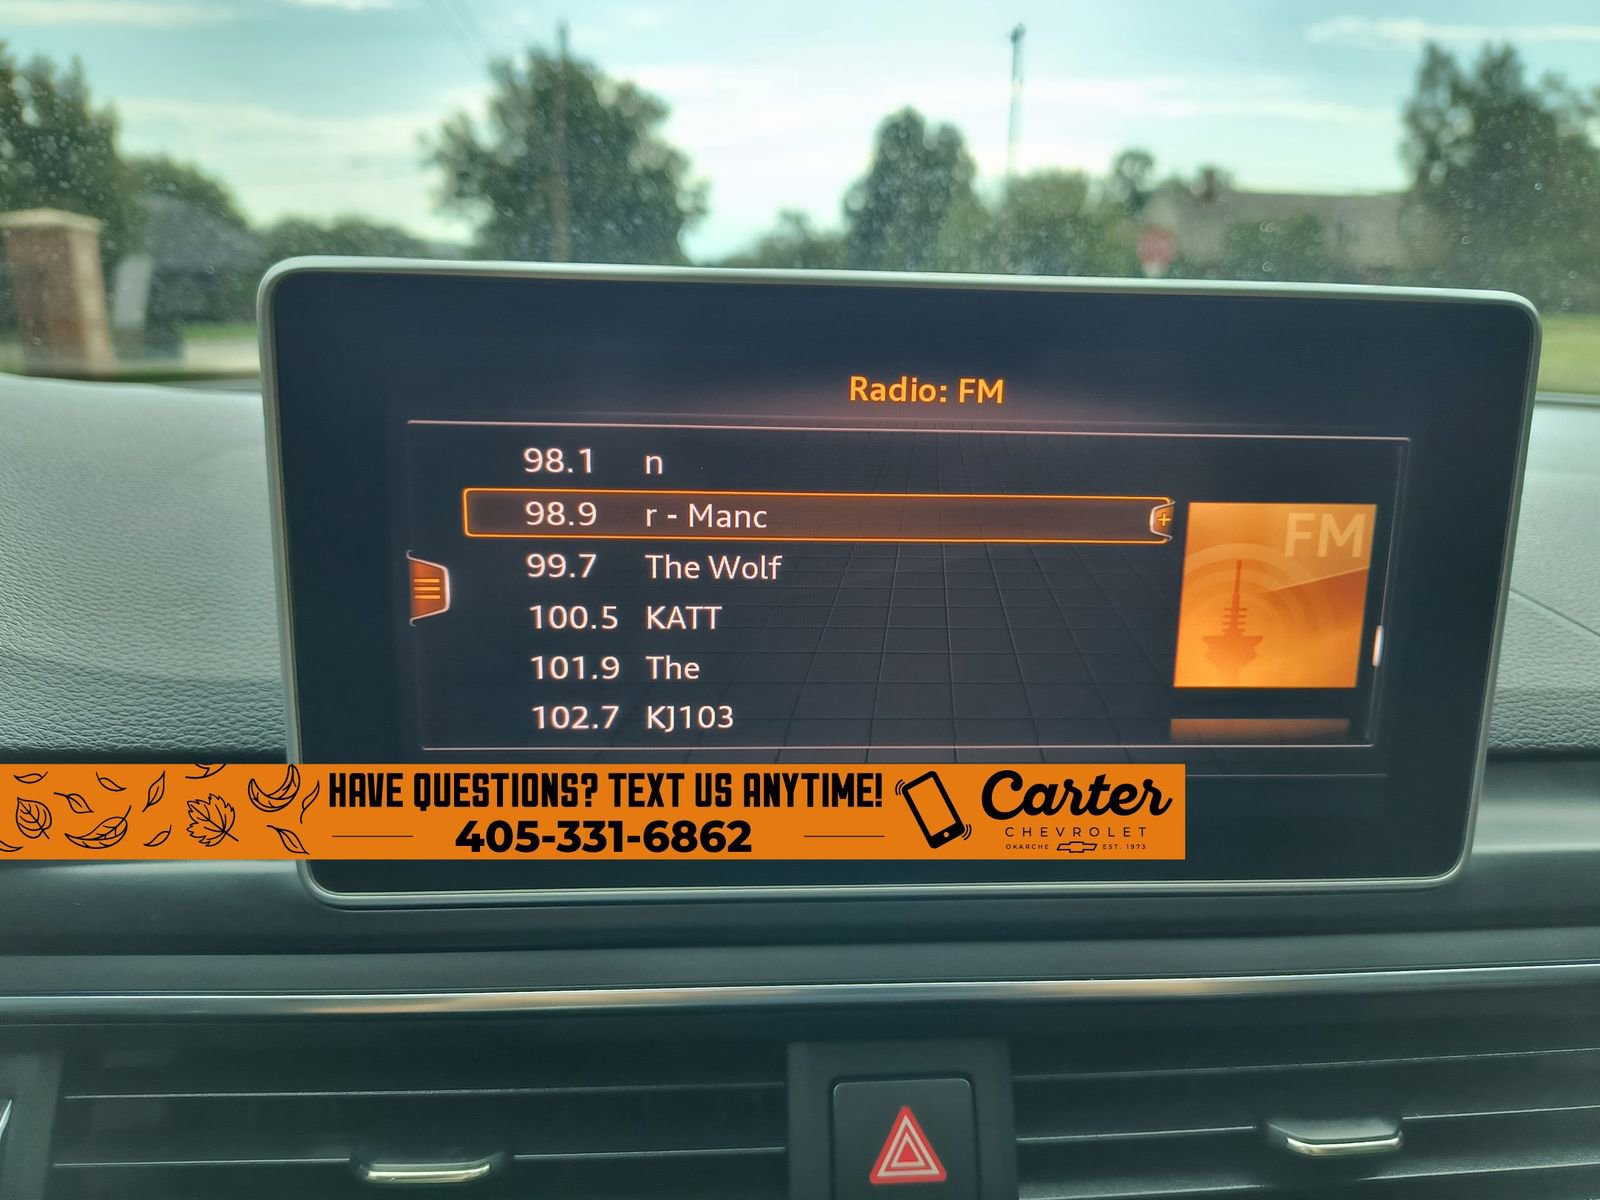 Radio: FM
98.1 n
98.9 r - Manc
FM
99.7 The Wolf
100.5 KATT
101.9 The
102.7 KJ103
HAVE QUESTIONS? TEXT US ANYTIME!
405-331-6862
Carter
CHEVROLET
OKARCHE EST. 1973